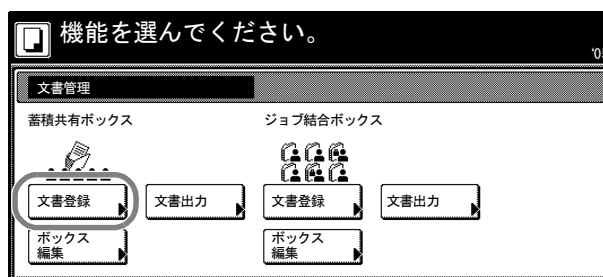 機能を選んでください。
'05
文書管理
蓄積共有ボックス
ジョブ結合ボックス
文書登録
文書出力
文書登録
文書出力
ボックス
編集
ボックス
編集